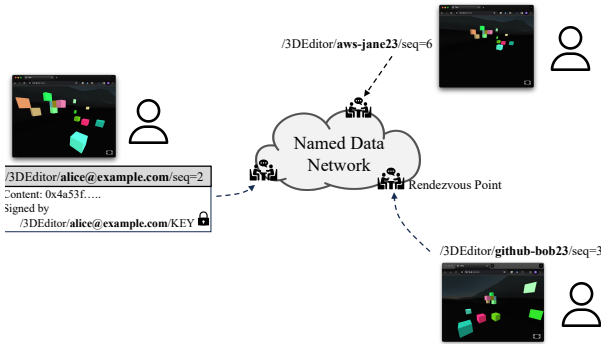 /3DEditor/aws-jane23/seq=6
Named Data
Network
/3DEditor/alice@example.com/seq=2
Content: 0x4a53f…..
Signed by
/3DEditor/alice@example.com/KEY
Rendezvous Point
/3DEditor/github-bob23/seq=3